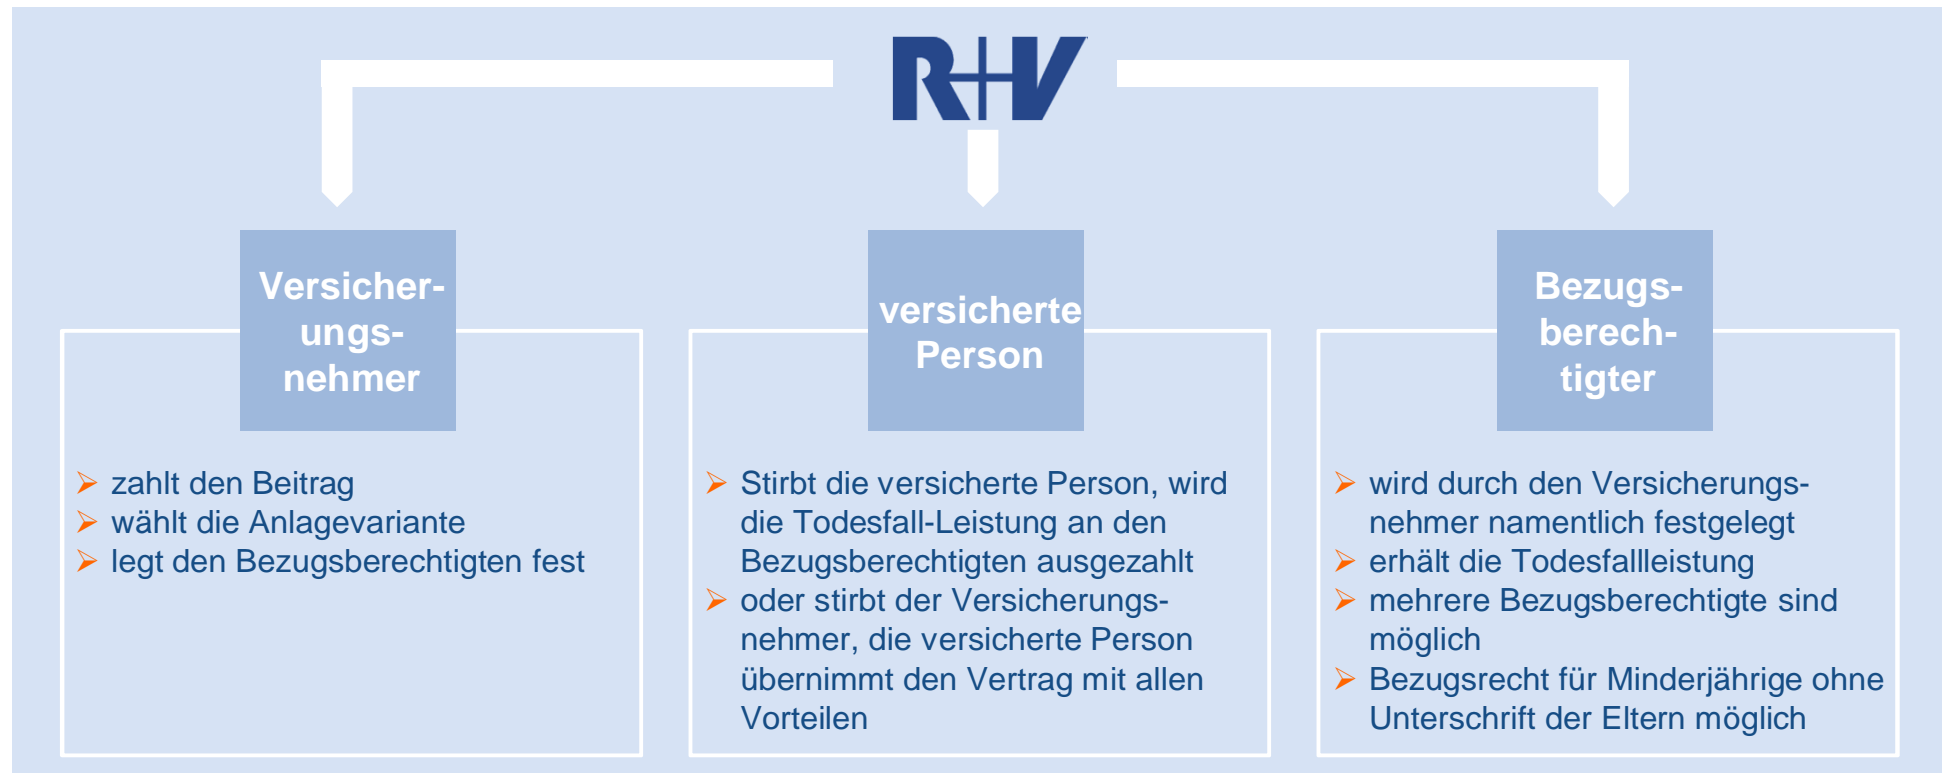 R+V
Versicher-
ungs-
nehmer
zahlt den Beitrag
wählt die Anlagevariante
legt den Bezugsberechtigten fest
versicherte
Person
Stirbt die versicherte Person, wird
die Todesfall-Leistung an den
Bezugsberechtigten ausgezahlt
oder stirbt der Versicherungs-
nehmer, die versicherte Person
übernimmt den Vertrag mit allen
Vorteilen
Bezugs-
berech-
tigter
wird durch den Versicherungs-
nehmer namentlich festgelegt
erhält die Todesfallleistung
mehrere Bezugsberechtigte sind
möglich
Bezugsrecht für Minderjährige ohne
Unterschrift der Eltern möglich